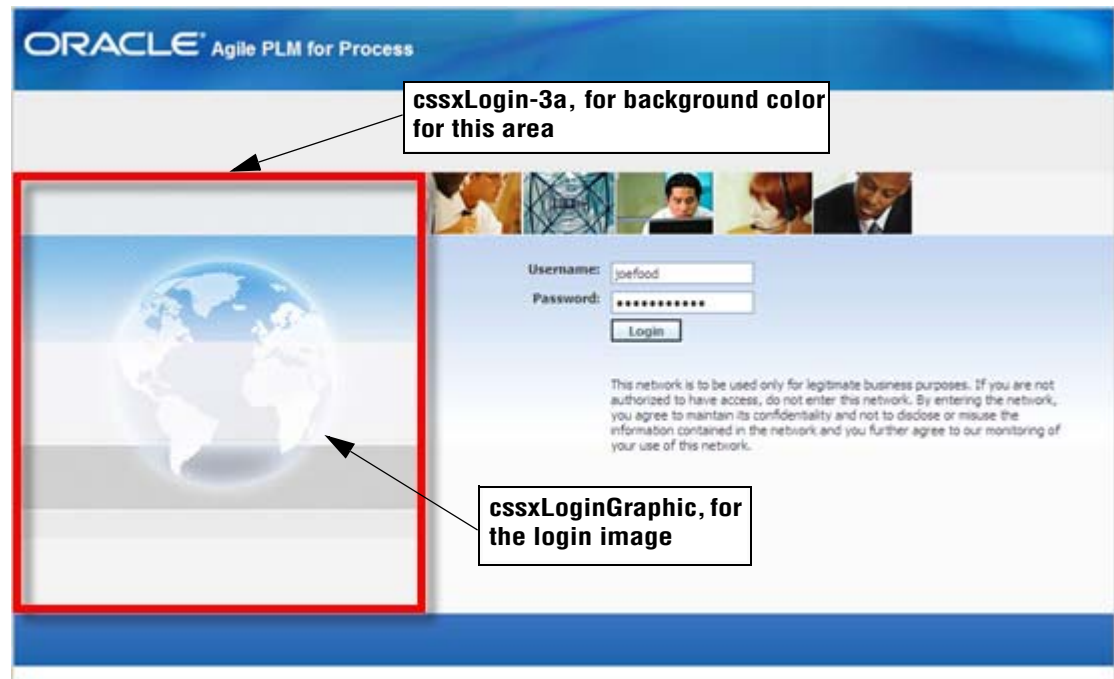 ORACLE® Agile PLM for Process
cssxLogin-3a, for background color
for this area
Username: joefood
Password: •••••••••••
Login
This network is to be used only for legitimate business purposes. If you are not
authorized to have access, do not enter this network. By entering the network,
you agree to maintain its confidentiality and not to disclose or misuse the
information contained in the network and you further agree to our monitoring of
your use of this network.
cssxLoginGraphic, for
the login image